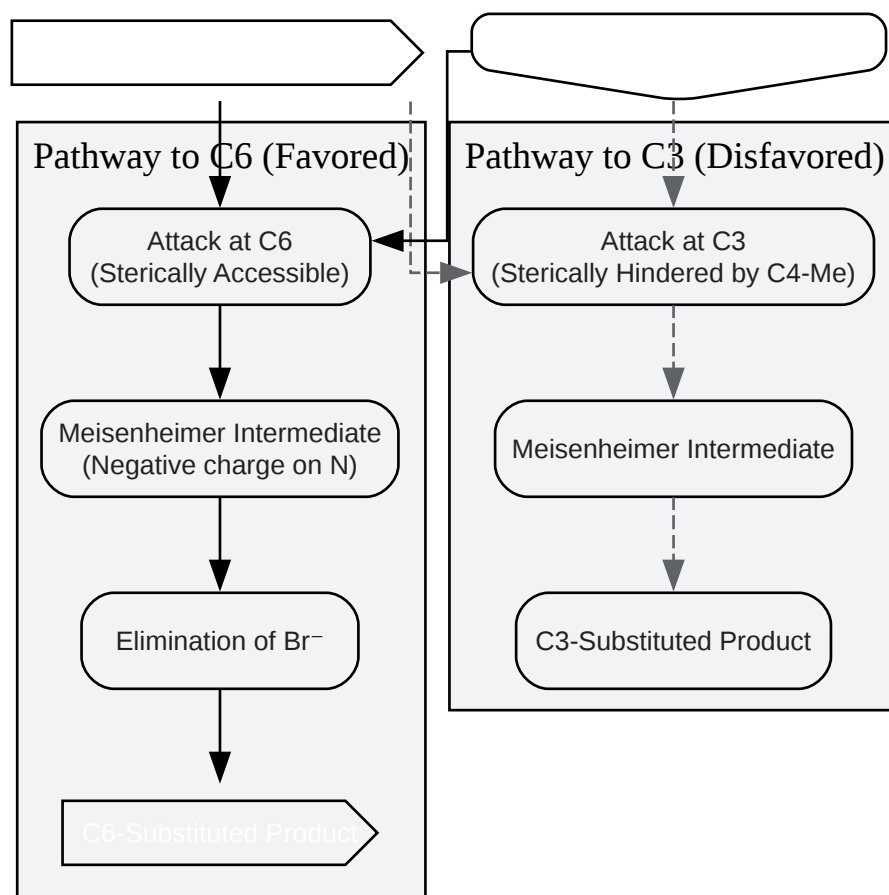 Pathway to C6 (Favored)
Attack at C6
(Sterically Accessible)
Meisenheimer Intermediate
(Negative charge on N)
Elimination of Br⁻
C6-Substituted Product
Pathway to C3 (Disfavored)
Attack at C3
(Sterically Hindered by C4-Me)
Meisenheimer Intermediate
C3-Substituted Product